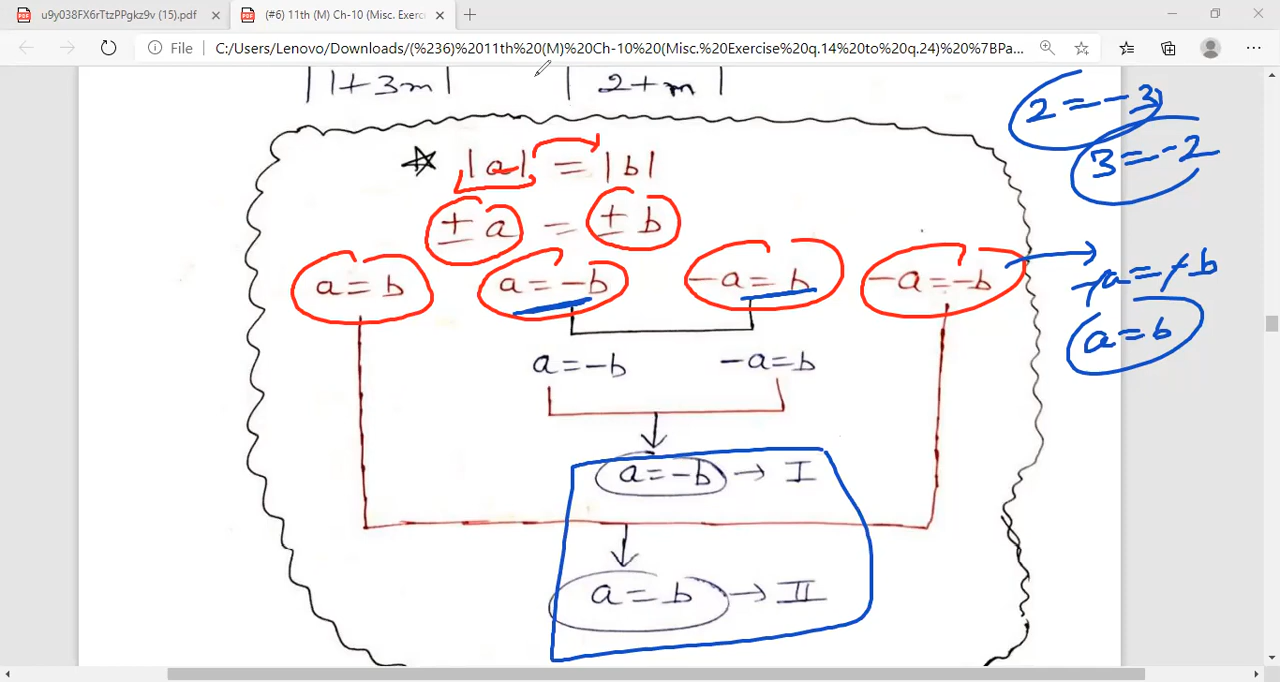 u9y038FX6rTtzPPgkz9v (15).pdf
(#6) 11th (M) Ch-10 (Misc. Exerc
File C:/Users/Lenovo/Downloads/(%236)%2011th%20(M)%20Ch-10%20(Misc.%20Exercise%20q.14%20to%20q.24)%20%7BPa...
|1+3m| |2+m|
2=-3
3=-2
|a| = |b|
± a = ± b
a = b a = -b -a = b -a = -b
-a = -b
a = b
a = -b -a = b
a = -b → I
a = b → II